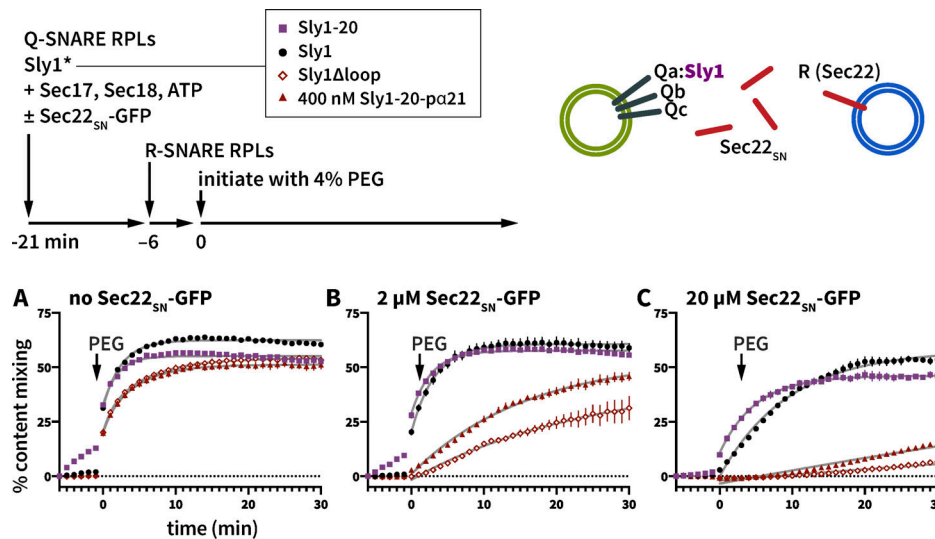 Q-SNARE RPLs
Sly1*
+ Sec17, Sec18, ATP
± Sec22SN-GFP
Sly1-20
Sly1
Sly1Δloop
400 nM Sly1-20-pα21
R-SNARE RPLs
initiate with 4% PEG
-21 min
–6
0
Qa:Sly1
Qb
Qc
R (Sec22)
Sec22SN
A no Sec22SN-GFP
B 2 µM Sec22SN-GFP
C 20 µM Sec22SN-GFP
% content mixing
75
50
25
0
PEG
0 10 20 30
time (min)
75
50
25
0
PEG
0 10 20 30
75
50
25
0
PEG
0 10 20 30